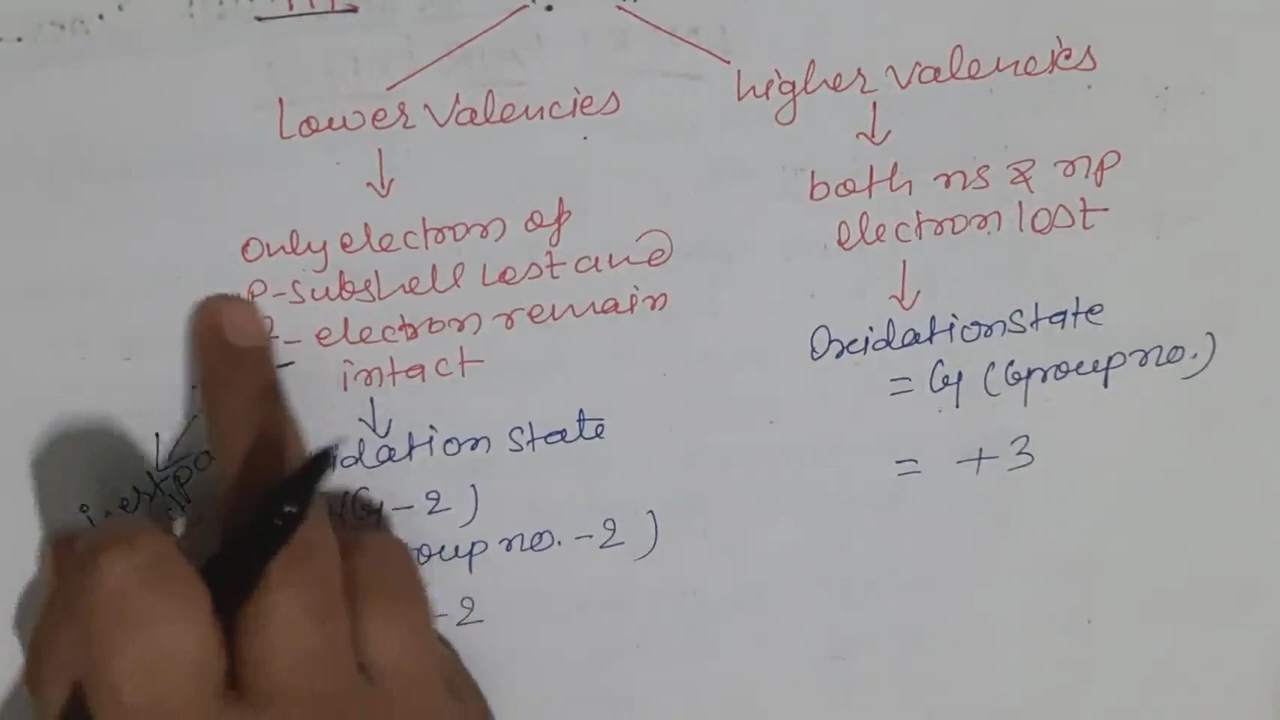 Lower Valencies
only electron of
P-subshell lost and
- electron remain
intact
idation state
(G-2)
oup no. -2)
-2
higher valencies
both ns & np
electron lost
Oxidation state
= G (Group no.)
= +3